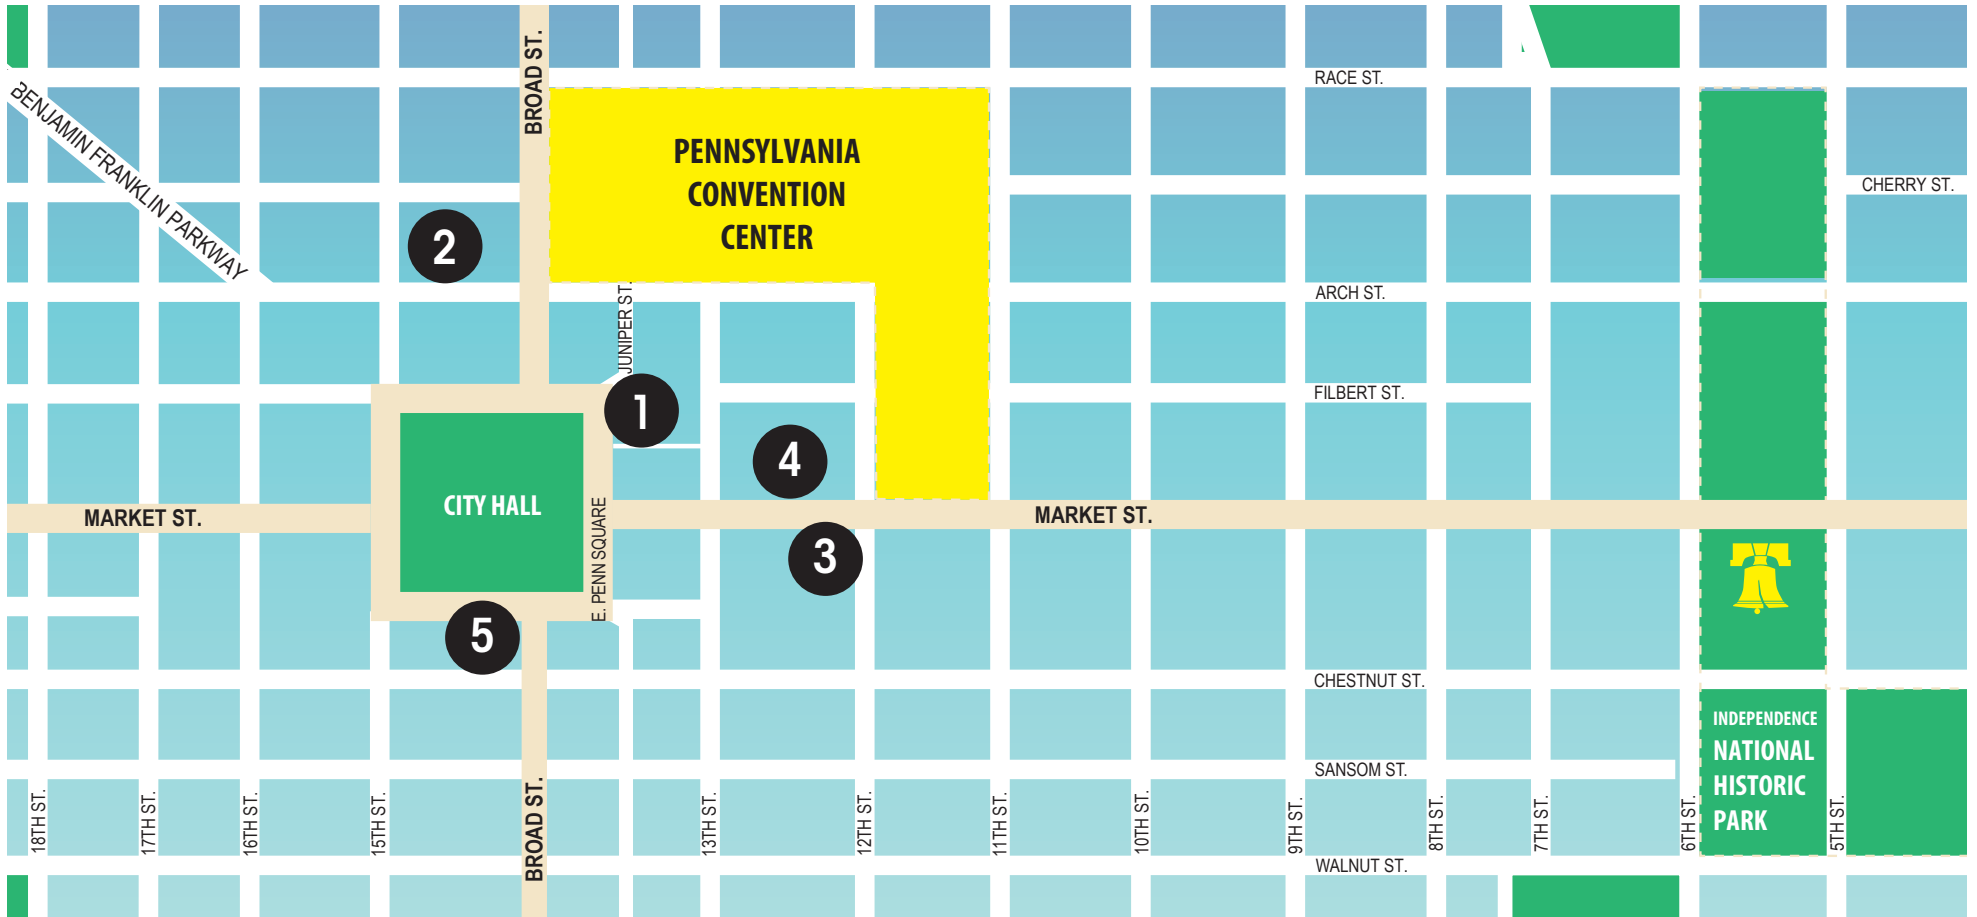 BROAD ST.
RACE ST.
BENJAMIN FRANKLIN PARKWAY
PENNSYLVANIA
CONVENTION
CENTER
CHERRY ST.
2
JUNIPER ST.
ARCH ST.
FILBERT ST.
1
4
CITY HALL
MARKET ST.
MARKET ST.
E. PENN SQUARE
3
5
CHESTNUT ST.
INDEPENDENCE
NATIONAL
HISTORIC
PARK
SANSOM ST.
18TH ST.
17TH ST.
16TH ST.
15TH ST.
BROAD ST.
13TH ST.
12TH ST.
11TH ST.
10TH ST.
9TH ST.
8TH ST.
7TH ST.
6TH ST.
5TH ST.
WALNUT ST.